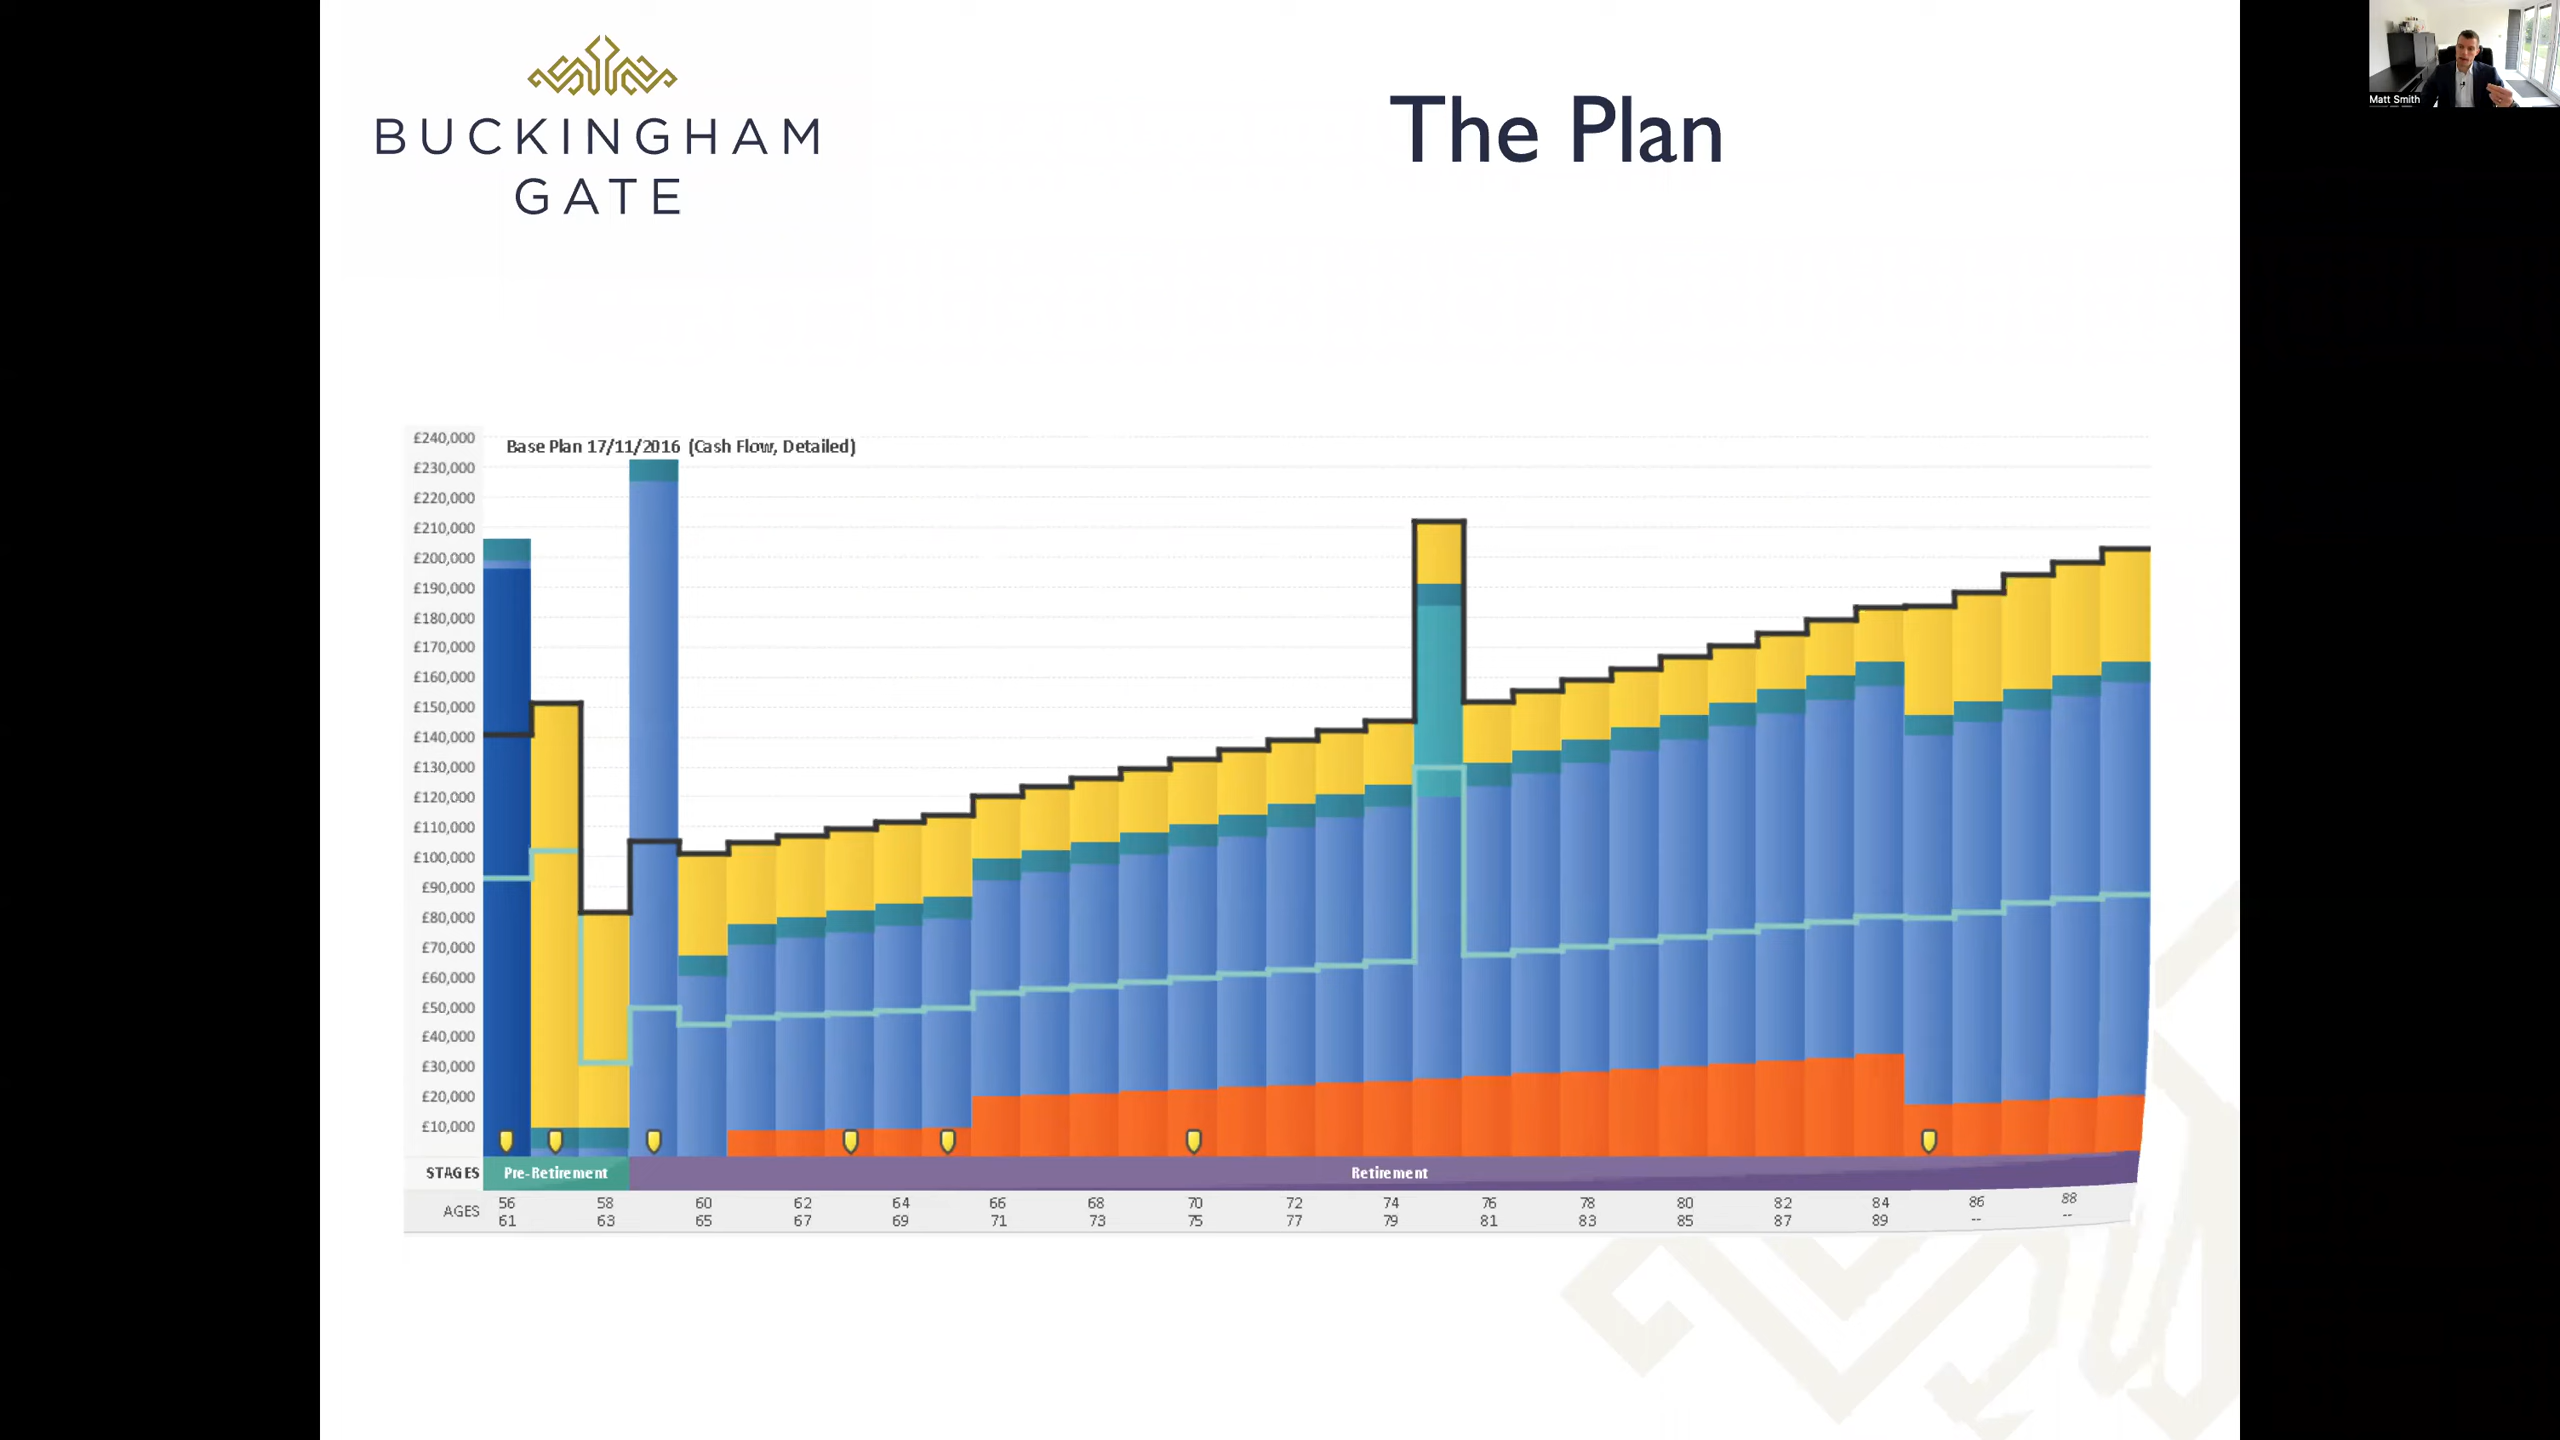 BUCKINGHAM
GATE
The Plan
Matt Smith
Base Plan 17/11/2016 (Cash Flow, Detailed)
£240,000
£230,000
£220,000
£210,000
£200,000
£190,000
£180,000
£170,000
£160,000
£150,000
£140,000
£130,000
£120,000
£110,000
£100,000
£90,000
£80,000
£70,000
£60,000
£50,000
£40,000
£30,000
£20,000
£10,000
STAGES Pre-Retirement Retirement
AGES
56 58 60 62 64 66 68 70 72 74 76 78 80 82 84 86 88
61 63 65 67 69 71 73 75 77 79 81 83 85 87 89 -- --